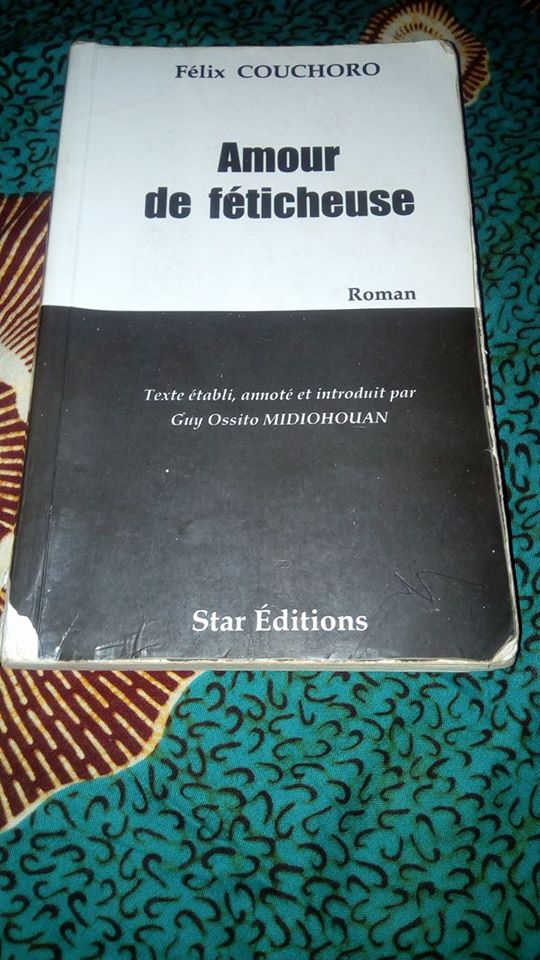 Félix COUCHORO
Amour
de féticheuse
Roman
Texte établi, annoté et introduit par
Guy Ossito MIDIOHOUAN
Star Éditions